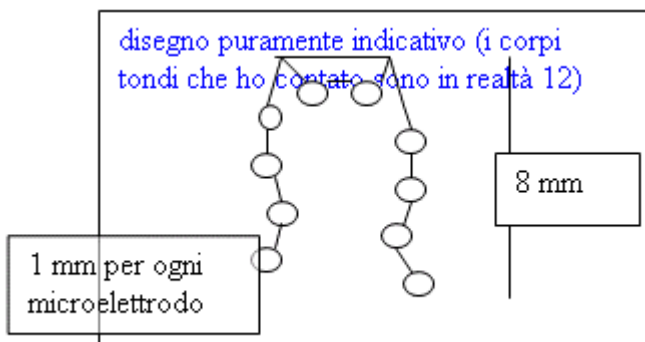 disegno puramente indicativo (i corpi
tondi che ho contato sono in realtà 12)
8 mm
1 mm per ogni
microelettrodo